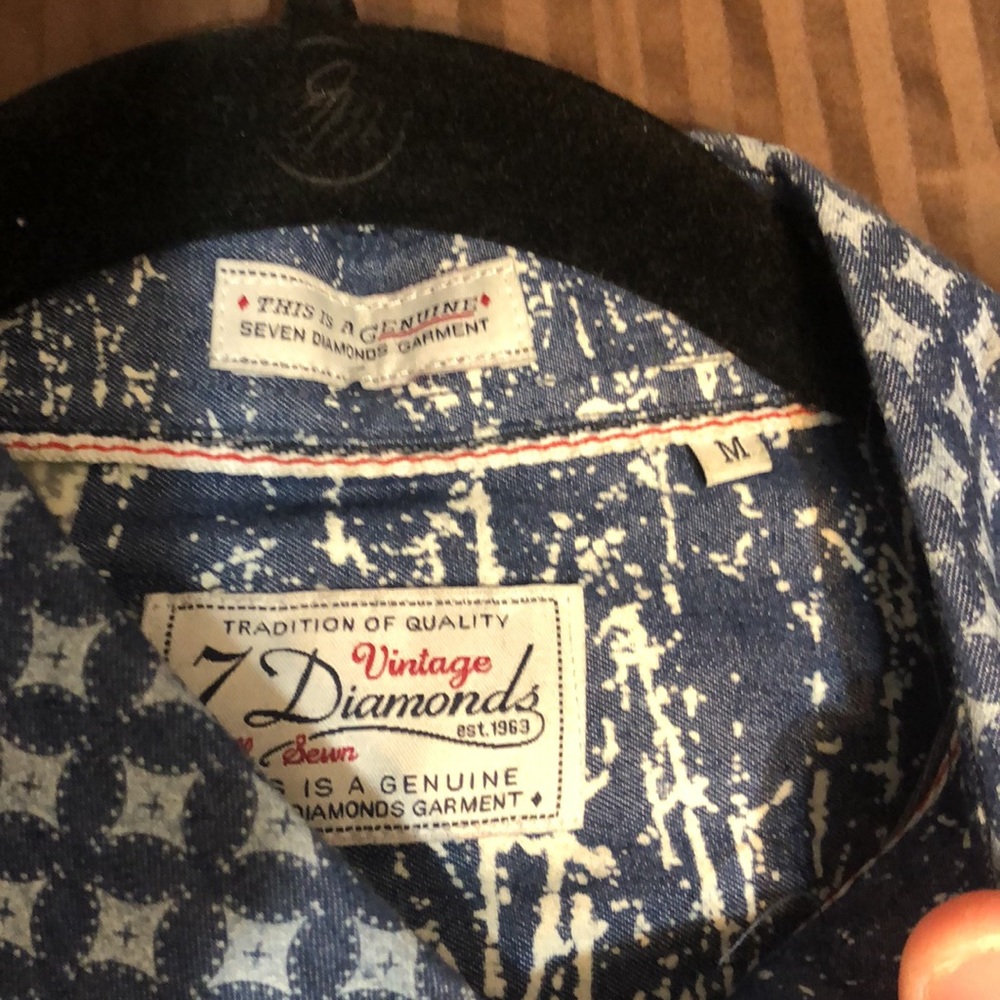 THIS IS A GENUINE
SEVEN DIAMONDS GARMENT
M
TRADITION OF QUALITY
Vintage
7 Diamonds
est.1963
Sewn
IS A GENUINE
DIAMONDS GARMENT